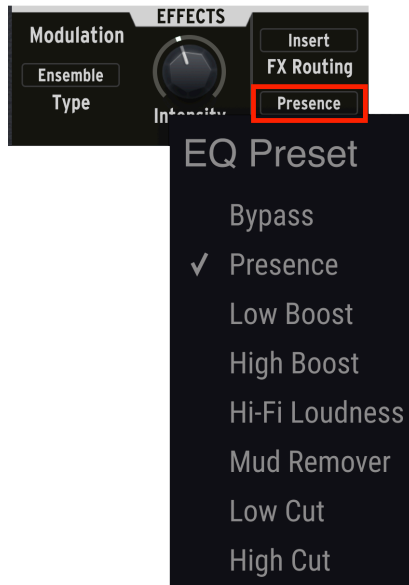 EFFECTS
Modulation
Insert
FX Routing
Ensemble
Type
Presence
Intensity
EQ Preset
Bypass
✓ Presence
Low Boost
High Boost
Hi-Fi Loudness
Mud Remover
Low Cut
High Cut